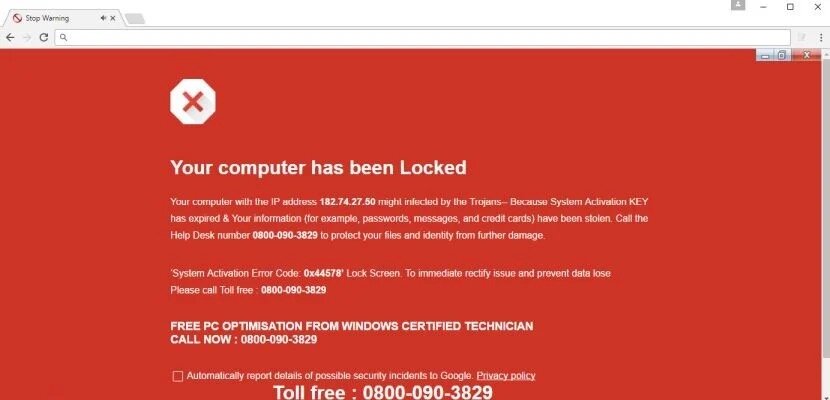 Stop Warning
Your computer has been Locked
Your computer with the IP address 182.74.27.50 might infected by the Trojans-- Because System Activation KEY
has expired & Your information (for example, passwords, messages, and credit cards) have been stolen. Call the
Help Desk number 0800-090-3829 to protect your files and identity from further damage.
'System Activation Error Code: 0x44578' Lock Screen. To immediate rectify issue and prevent data lose
Please call Toll free : 0800-090-3829
FREE PC OPTIMISATION FROM WINDOWS CERTIFIED TECHNICIAN
CALL NOW : 0800-090-3829
Automatically report details of possible security incidents to Google. Privacy policy
Toll free : 0800-090-3829